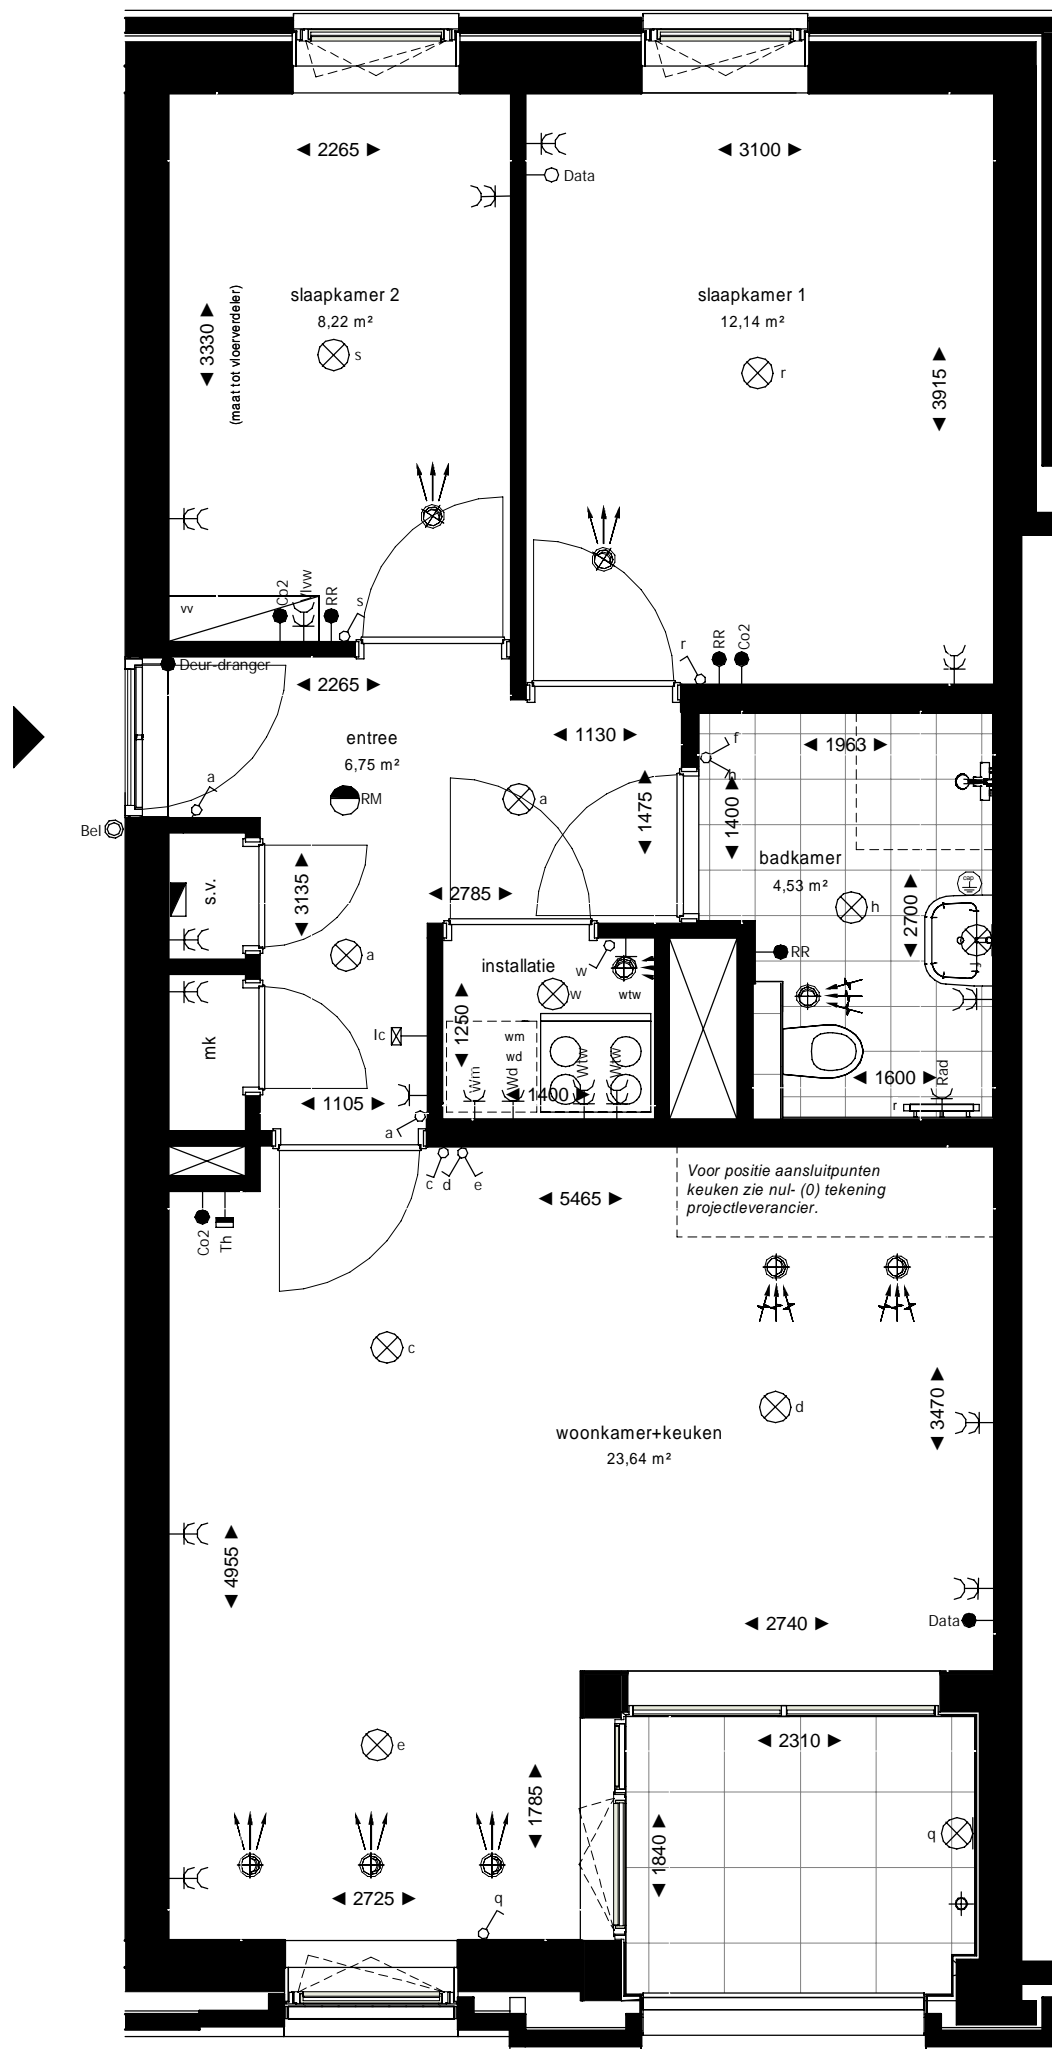 2265
3100
Data
slaapkamer 2
8,22 m²
s
slaapkamer 1
12,14 m²
r
3330
(maat tot vloerverdeler)
3915
vv
Co2
Vlvw
RR
s
r
RR
Co2
Deur-dranger
2265
entree
6,75 m²
RM
a
a
1130
1475
f
h
1963
1400
badkamer
4,53 m²
h
cap
2700
Bel
s.v.
3135
2785
a
installatie
w
w
wtw
RR
mk
Ic
1250
wm
wd
Wm
Wd
1400
Wtw
Wtw
1600
Rad
r
1105
a
c
d
e
5465
Voor positie aansluitpunten
keuken zie nul- (0) tekening
projectleverancier.
Co2
Th
c
d
3470
woonkamer+keuken
23,64 m²
4955
2740
Data
e
1785
2310
1840
q
2725
q